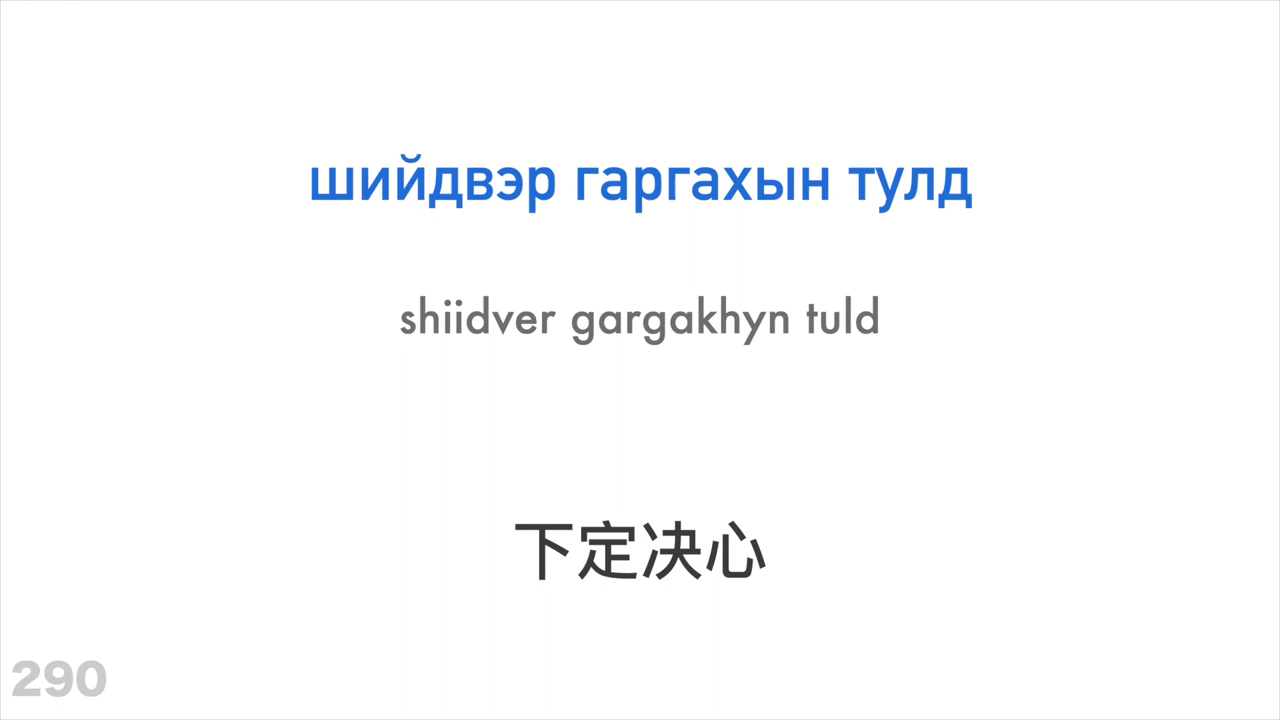 шийдвэр гаргахын тулд
shiidver gargakhyn tuld
下定决心
290